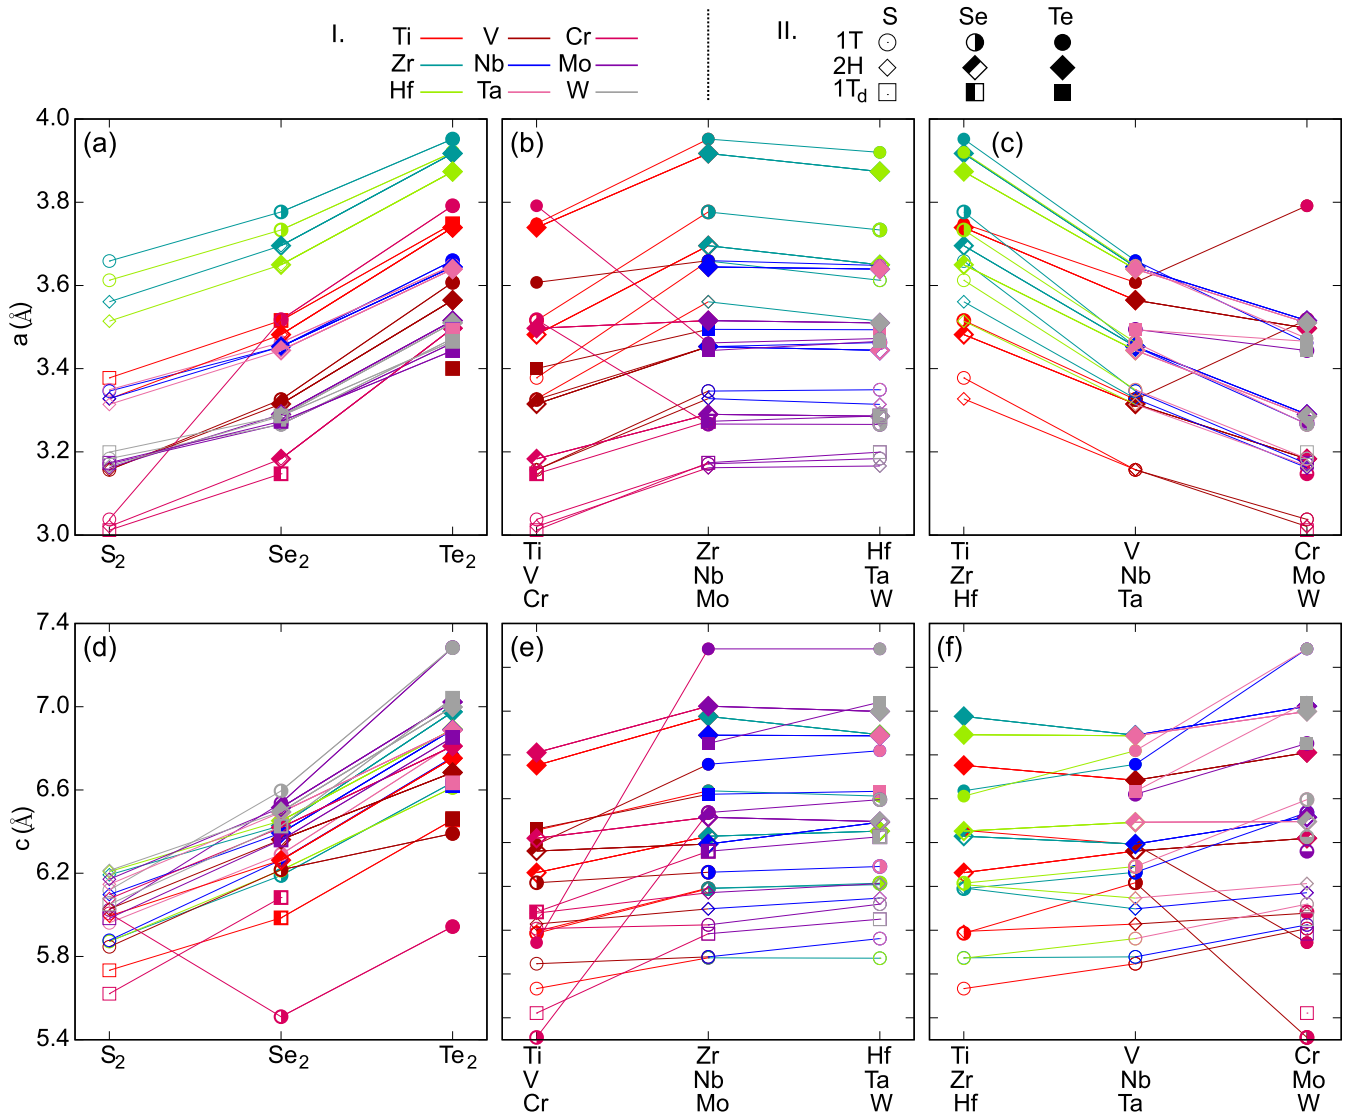 I.
Ti V Cr
Zr Nb Mo
Hf Ta W
II.
S Se Te
1T
2H
1Td
(a) (b) (c)
4.0
3.8
3.6
3.4
3.2
3.0
a (Å)
S2 Se2 Te2
Ti Zr Hf
V Nb Ta
Cr Mo W
Ti V Cr
Zr Nb Mo
Hf Ta W
(d) (e) (f)
7.4
7.0
6.6
6.2
5.8
5.4
c (Å)
S2 Se2 Te2
Ti Zr Hf
V Nb Ta
Cr Mo W
Ti V Cr
Zr Nb Mo
Hf Ta W